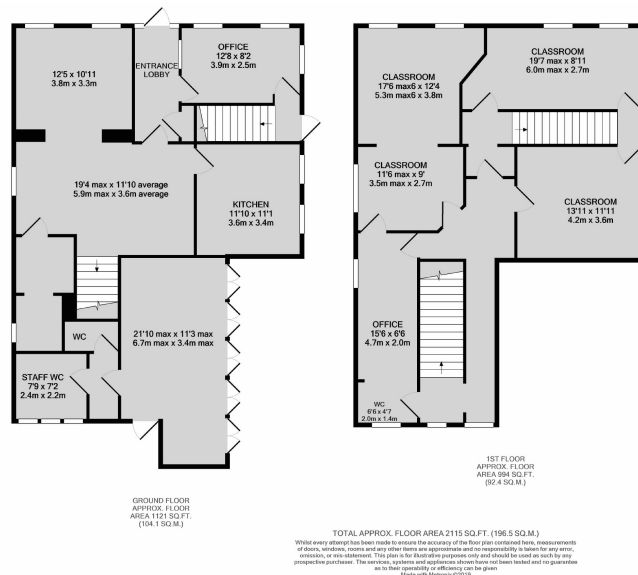 12'5 x 10'11
3.8m x 3.3m
ENTRANCE
LOBBY
OFFICE
12'8 x 8'2
3.9m x 2.5m
19'4 max x 11'10 average
5.9m max x 3.6m average
KITCHEN
11'10 x 11'1
3.6m x 3.4m
WC
21'10 max x 11'3 max
6.7m max x 3.4m max
STAFF WC
7'9 x 7'2
2.4m x 2.2m
GROUND FLOOR
APPROX. FLOOR
AREA 1121 SQ.FT.
(104.1 SQ.M.)
CLASSROOM
17'6 max6 x 12'4
5.3m max6 x 3.8m
CLASSROOM
19'7 max x 8'11
6.0m max x 2.7m
CLASSROOM
11'6 max x 9'
3.5m max x 2.7m
CLASSROOM
13'11 x 11'11
4.2m x 3.6m
OFFICE
15'6 x 6'6
4.7m x 2.0m
WC
6'6 x 4'7
2.0m x 1.4m
1ST FLOOR
APPROX. FLOOR
AREA 994 SQ.FT.
(92.4 SQ.M.)
TOTAL APPROX. FLOOR AREA 2115 SQ.FT. (196.5 SQ.M.)
Whilst every attempt has been made to ensure the accuracy of the floor plan contained here, measurements
of doors, windows, rooms and any other items are approximate and no responsibility is taken for any error,
omission, or mis-statement. This plan is for illustrative purposes only and should be used as such by any
prospective purchaser. The services, systems and appliances shown have not been tested and no guarantee
as to their operability or efficiency can be given
Made with Metropix ©2019